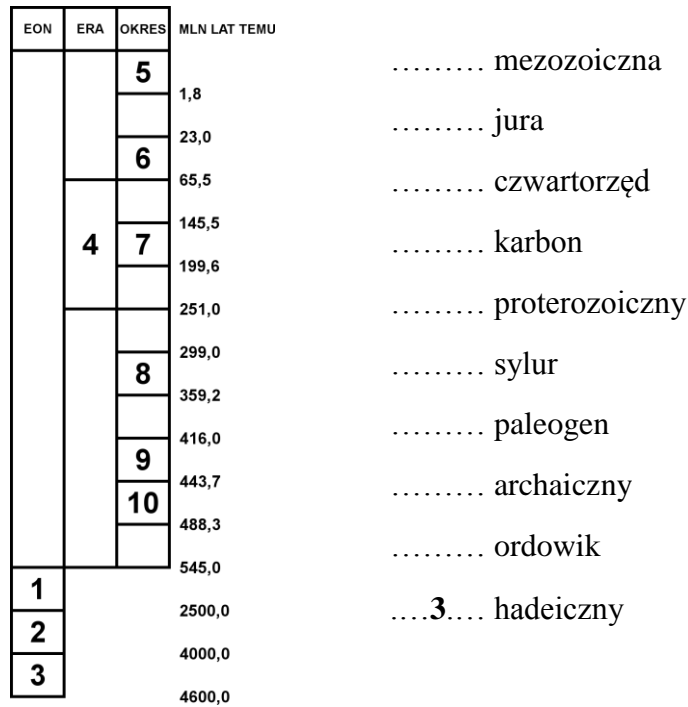 EON ERA OKRES MLN LAT TEMU
5
1,8
23,0
6
65,5
145,5
4 7
199,6
251,0
299,0
8
359,2
416,0
9
443,7
10
488,3
545,0
1
2500,0
2
4000,0
3
4600,0
……… mezozoiczna
……… jura
……… czwartorzęd
……… karbon
……… proterozoiczny
……… sylur
……… paleogen
……… archaiczny
……… ordowik
….3…. hadeiczny